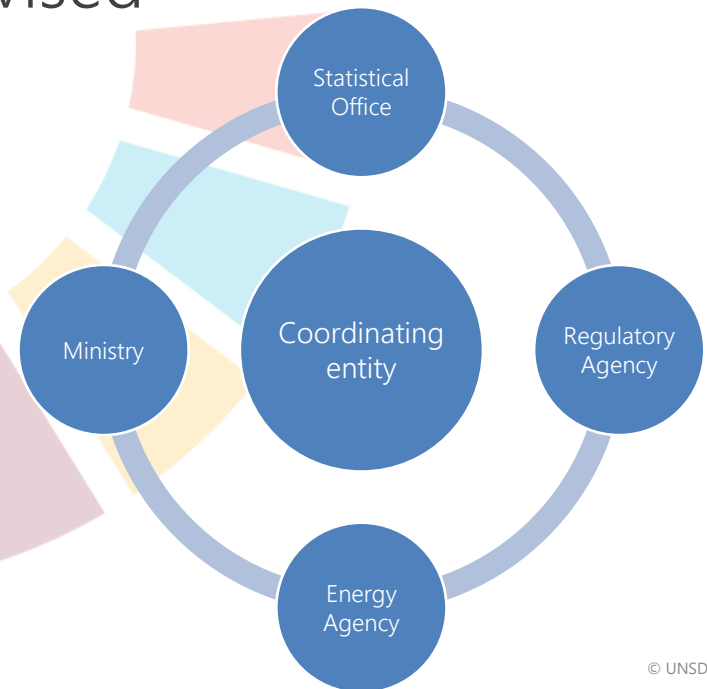 Statistical
Office
Ministry
Coordinating
entity
Regulatory
Agency
Energy
Agency
© UNSD